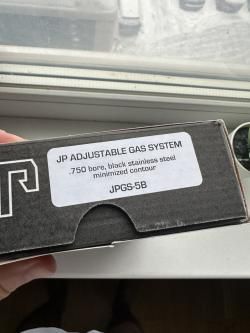 JP ADJUSTABLE GAS SYSTEM
.750 bore, black stainless steel
minimized contour
JPGS-5B